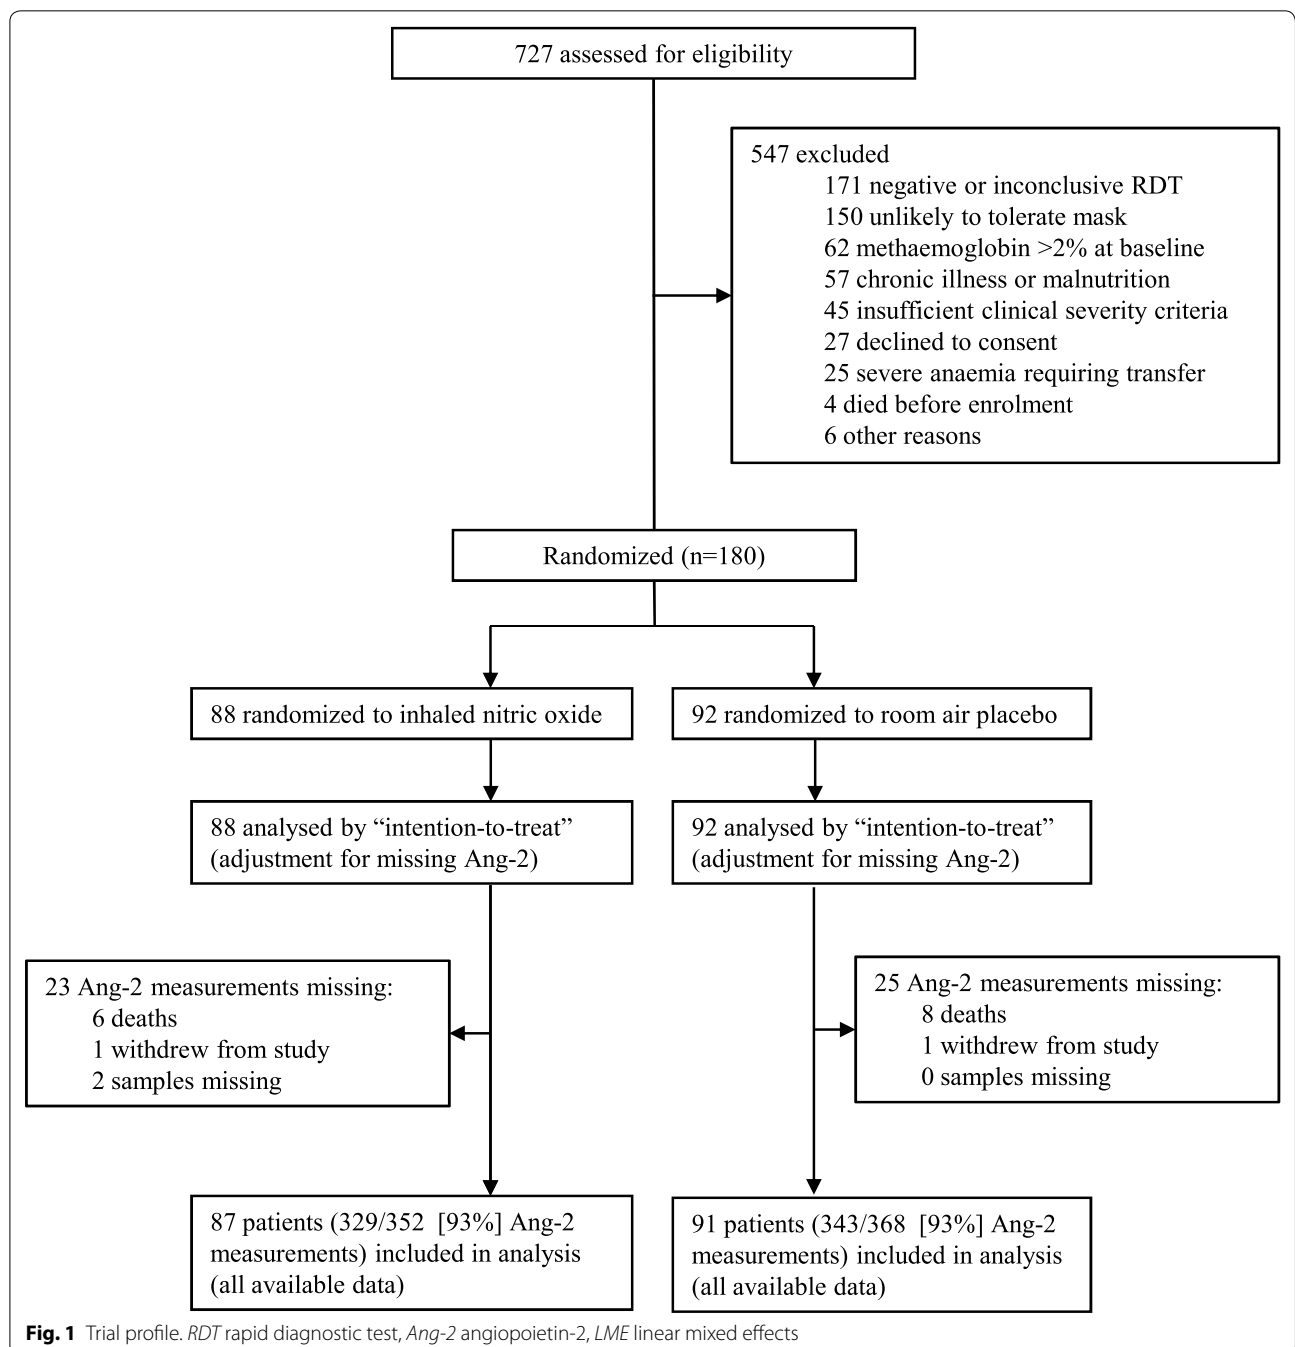 727 assessed for eligibility
547 excluded
171 negative or inconclusive RDT
150 unlikely to tolerate mask
62 methaemoglobin >2% at baseline
57 chronic illness or malnutrition
45 insufficient clinical severity criteria
27 declined to consent
25 severe anaemia requiring transfer
4 died before enrolment
6 other reasons
Randomized (n=180)
88 randomized to inhaled nitric oxide
92 randomized to room air placebo
88 analysed by “intention-to-treat”
(adjustment for missing Ang-2)
92 analysed by “intention-to-treat”
(adjustment for missing Ang-2)
23 Ang-2 measurements missing:
6 deaths
1 withdrew from study
2 samples missing
25 Ang-2 measurements missing:
8 deaths
1 withdrew from study
0 samples missing
87 patients (329/352 [93%] Ang-2
measurements) included in analysis
(all available data)
91 patients (343/368 [93%] Ang-2
measurements) included in analysis
(all available data)
Fig. 1 Trial profile. RDT rapid diagnostic test, Ang-2 angiopoietin-2, LME linear mixed effects